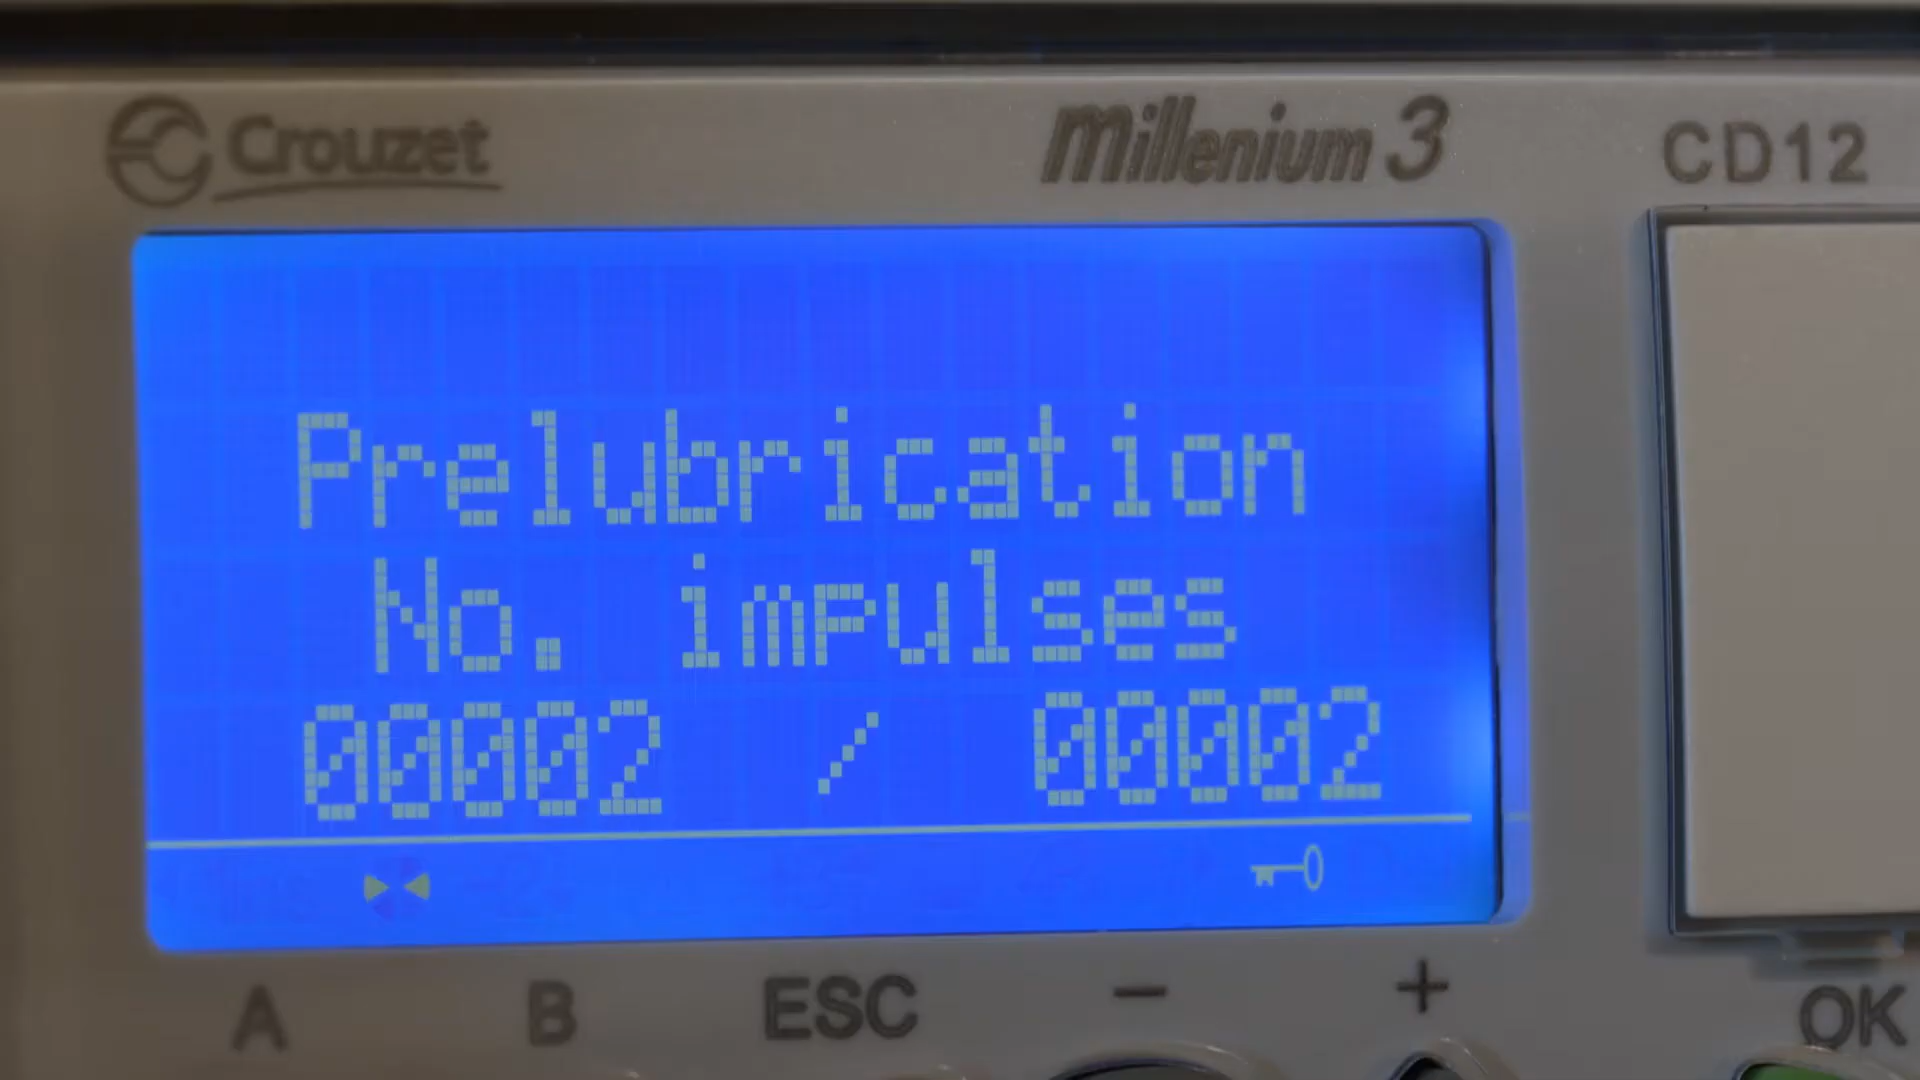 Crouzet
millenium 3
CD12
Prelubrication
No. impulses
00002 / 00002
A B ESC − + OK